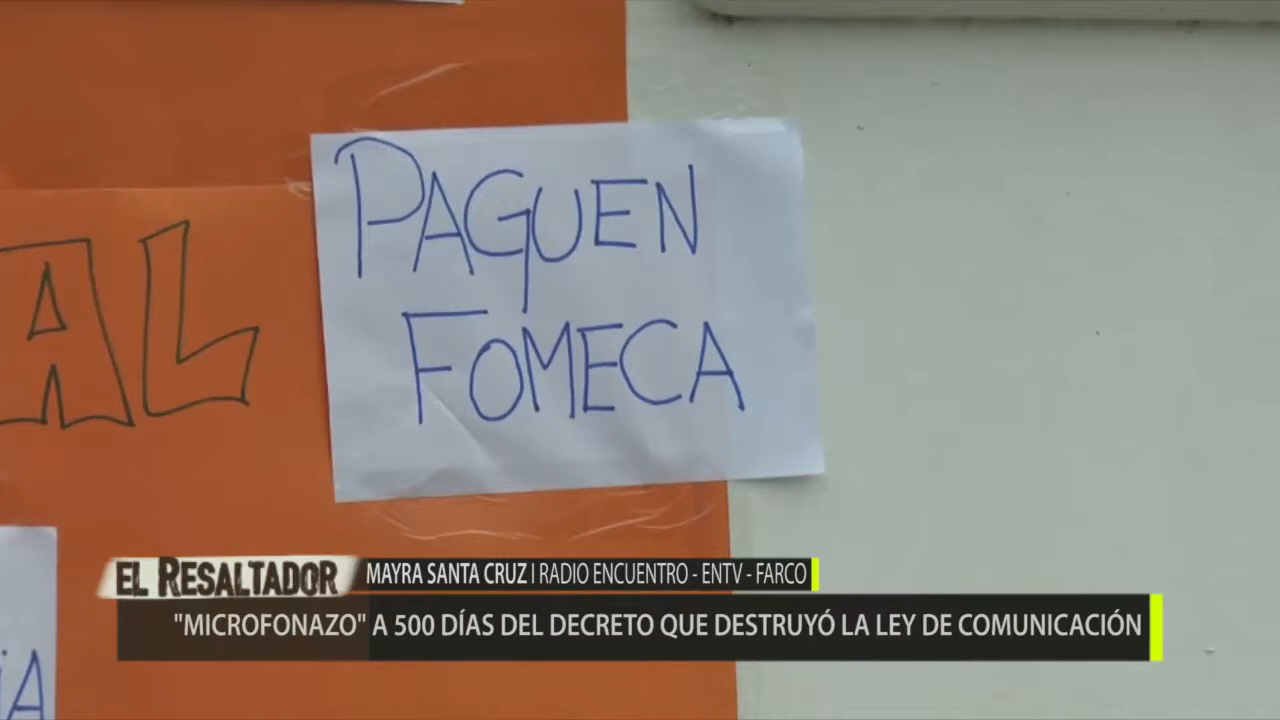 PAGUEN
FOMECA
AL
EL RESALTADOR
MAYRA SANTA CRUZ | RADIO ENCUENTRO - ENTV - FARCO
"MICROFONAZO" A 500 DÍAS DEL DECRETO QUE DESTRUYÓ LA LEY DE COMUNICACIÓN